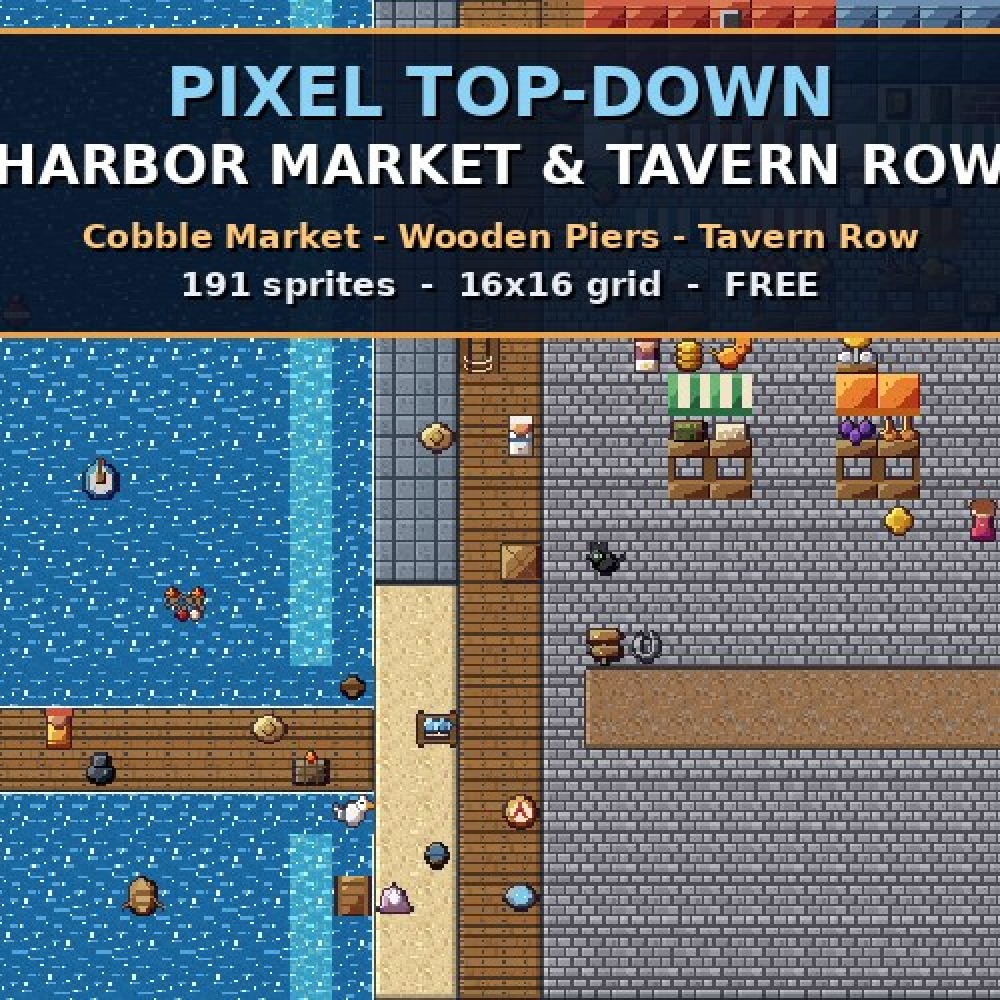 PIXEL TOP-DOWN
HARBOR MARKET & TAVERN ROW
Cobble Market - Wooden Piers - Tavern Row
191 sprites - 16x16 grid - FREE